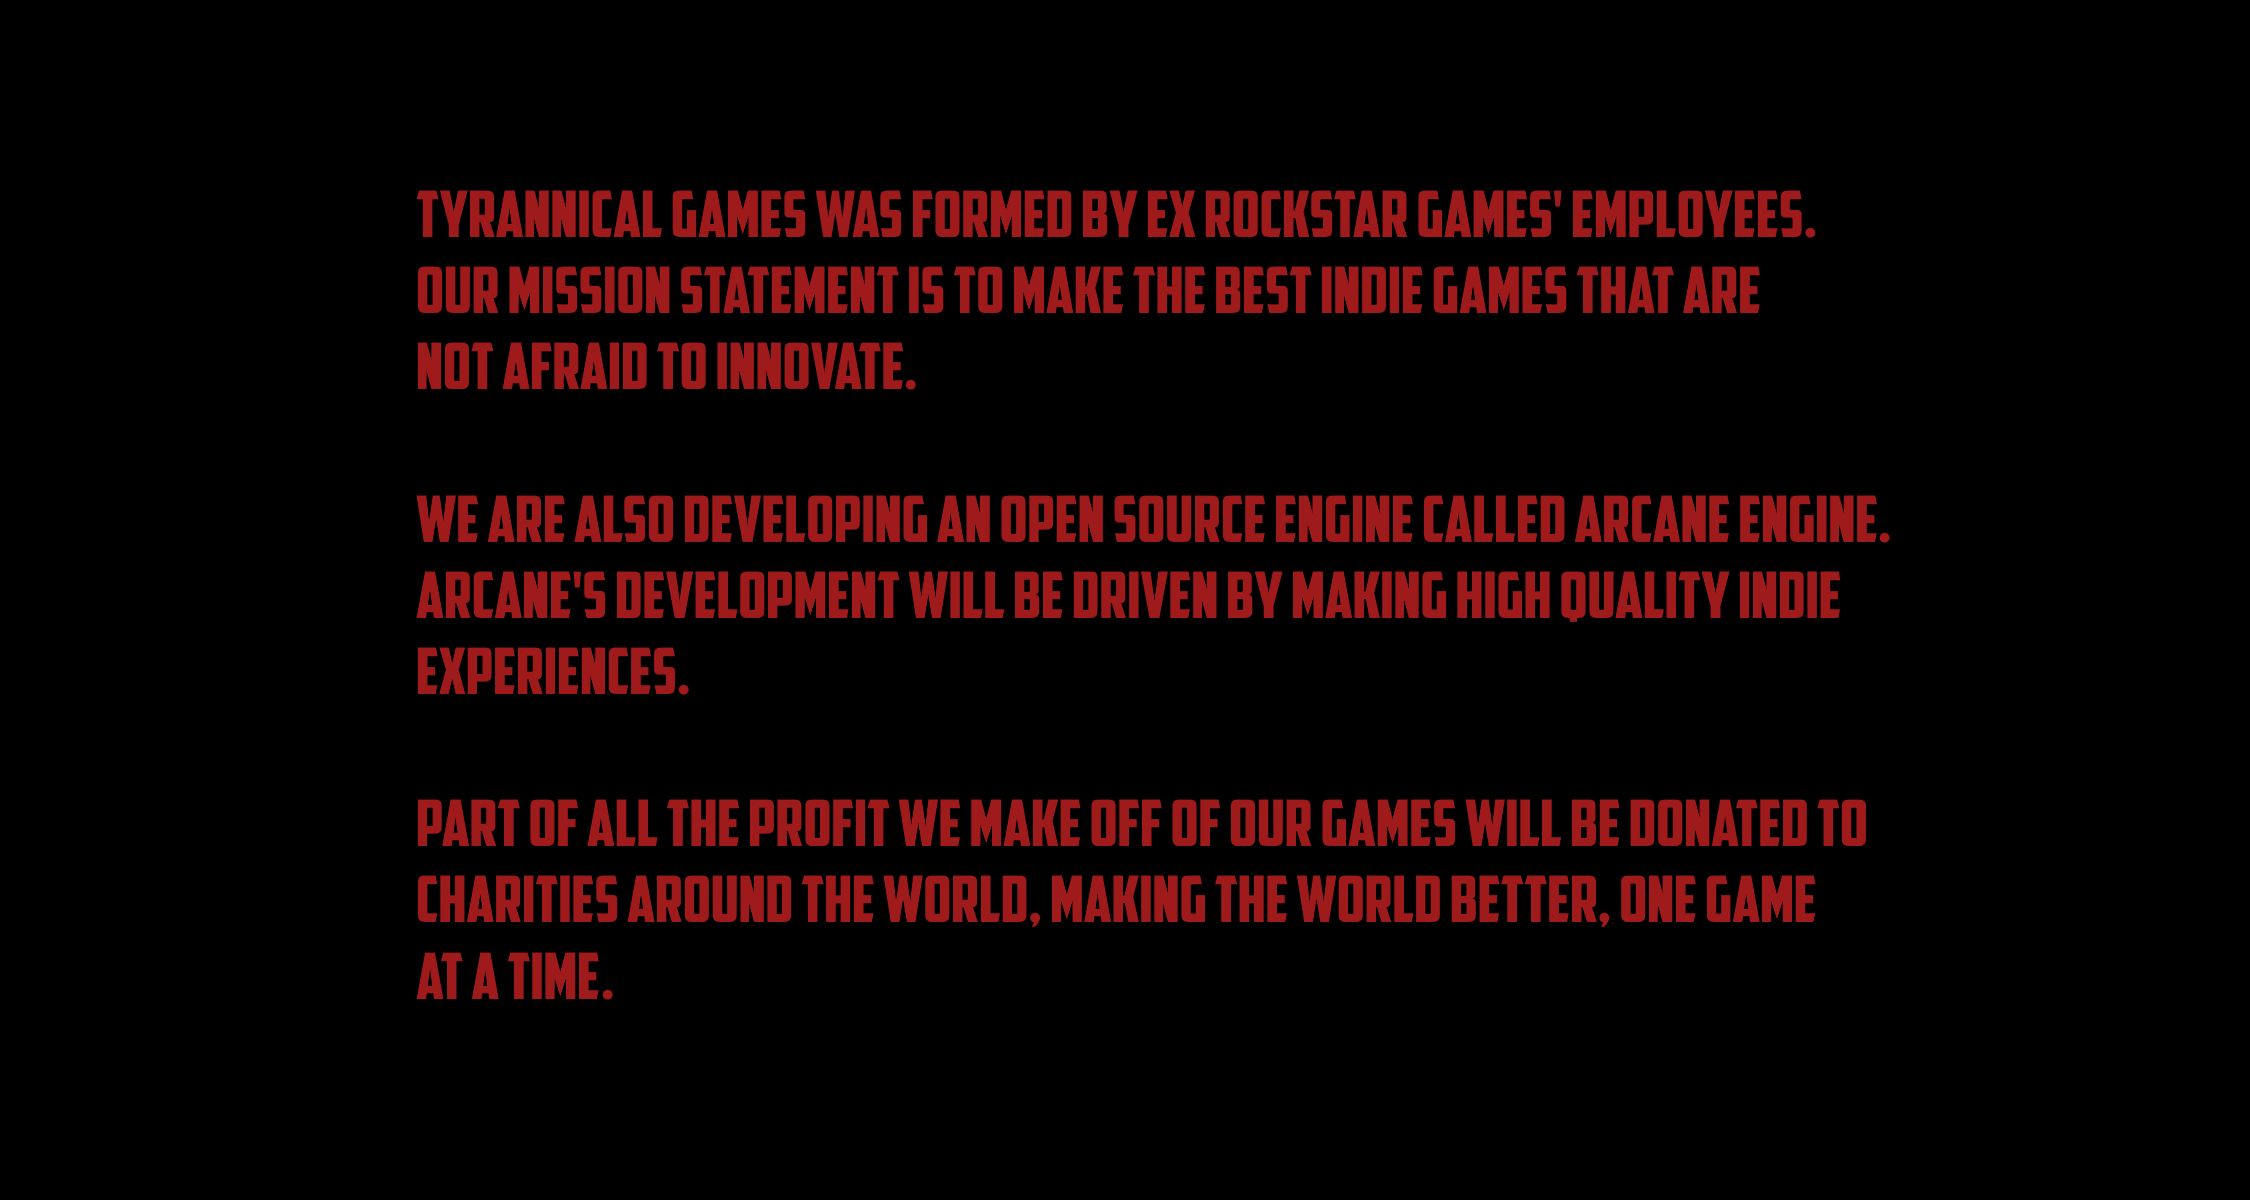 TYRANNICAL GAMES WAS FORMED BY EX ROCKSTAR GAMES' EMPLOYEES.
OUR MISSION STATEMENT IS TO MAKE THE BEST INDIE GAMES THAT ARE
NOT AFRAID TO INNOVATE.
WE ARE ALSO DEVELOPING AN OPEN SOURCE ENGINE CALLED ARCANE ENGINE.
ARCANE'S DEVELOPMENT WILL BE DRIVEN BY MAKING HIGH QUALITY INDIE
EXPERIENCES.
PART OF ALL THE PROFIT WE MAKE OFF OF OUR GAMES WILL BE DONATED TO
CHARITIES AROUND THE WORLD, MAKING THE WORLD BETTER, ONE GAME
AT A TIME.